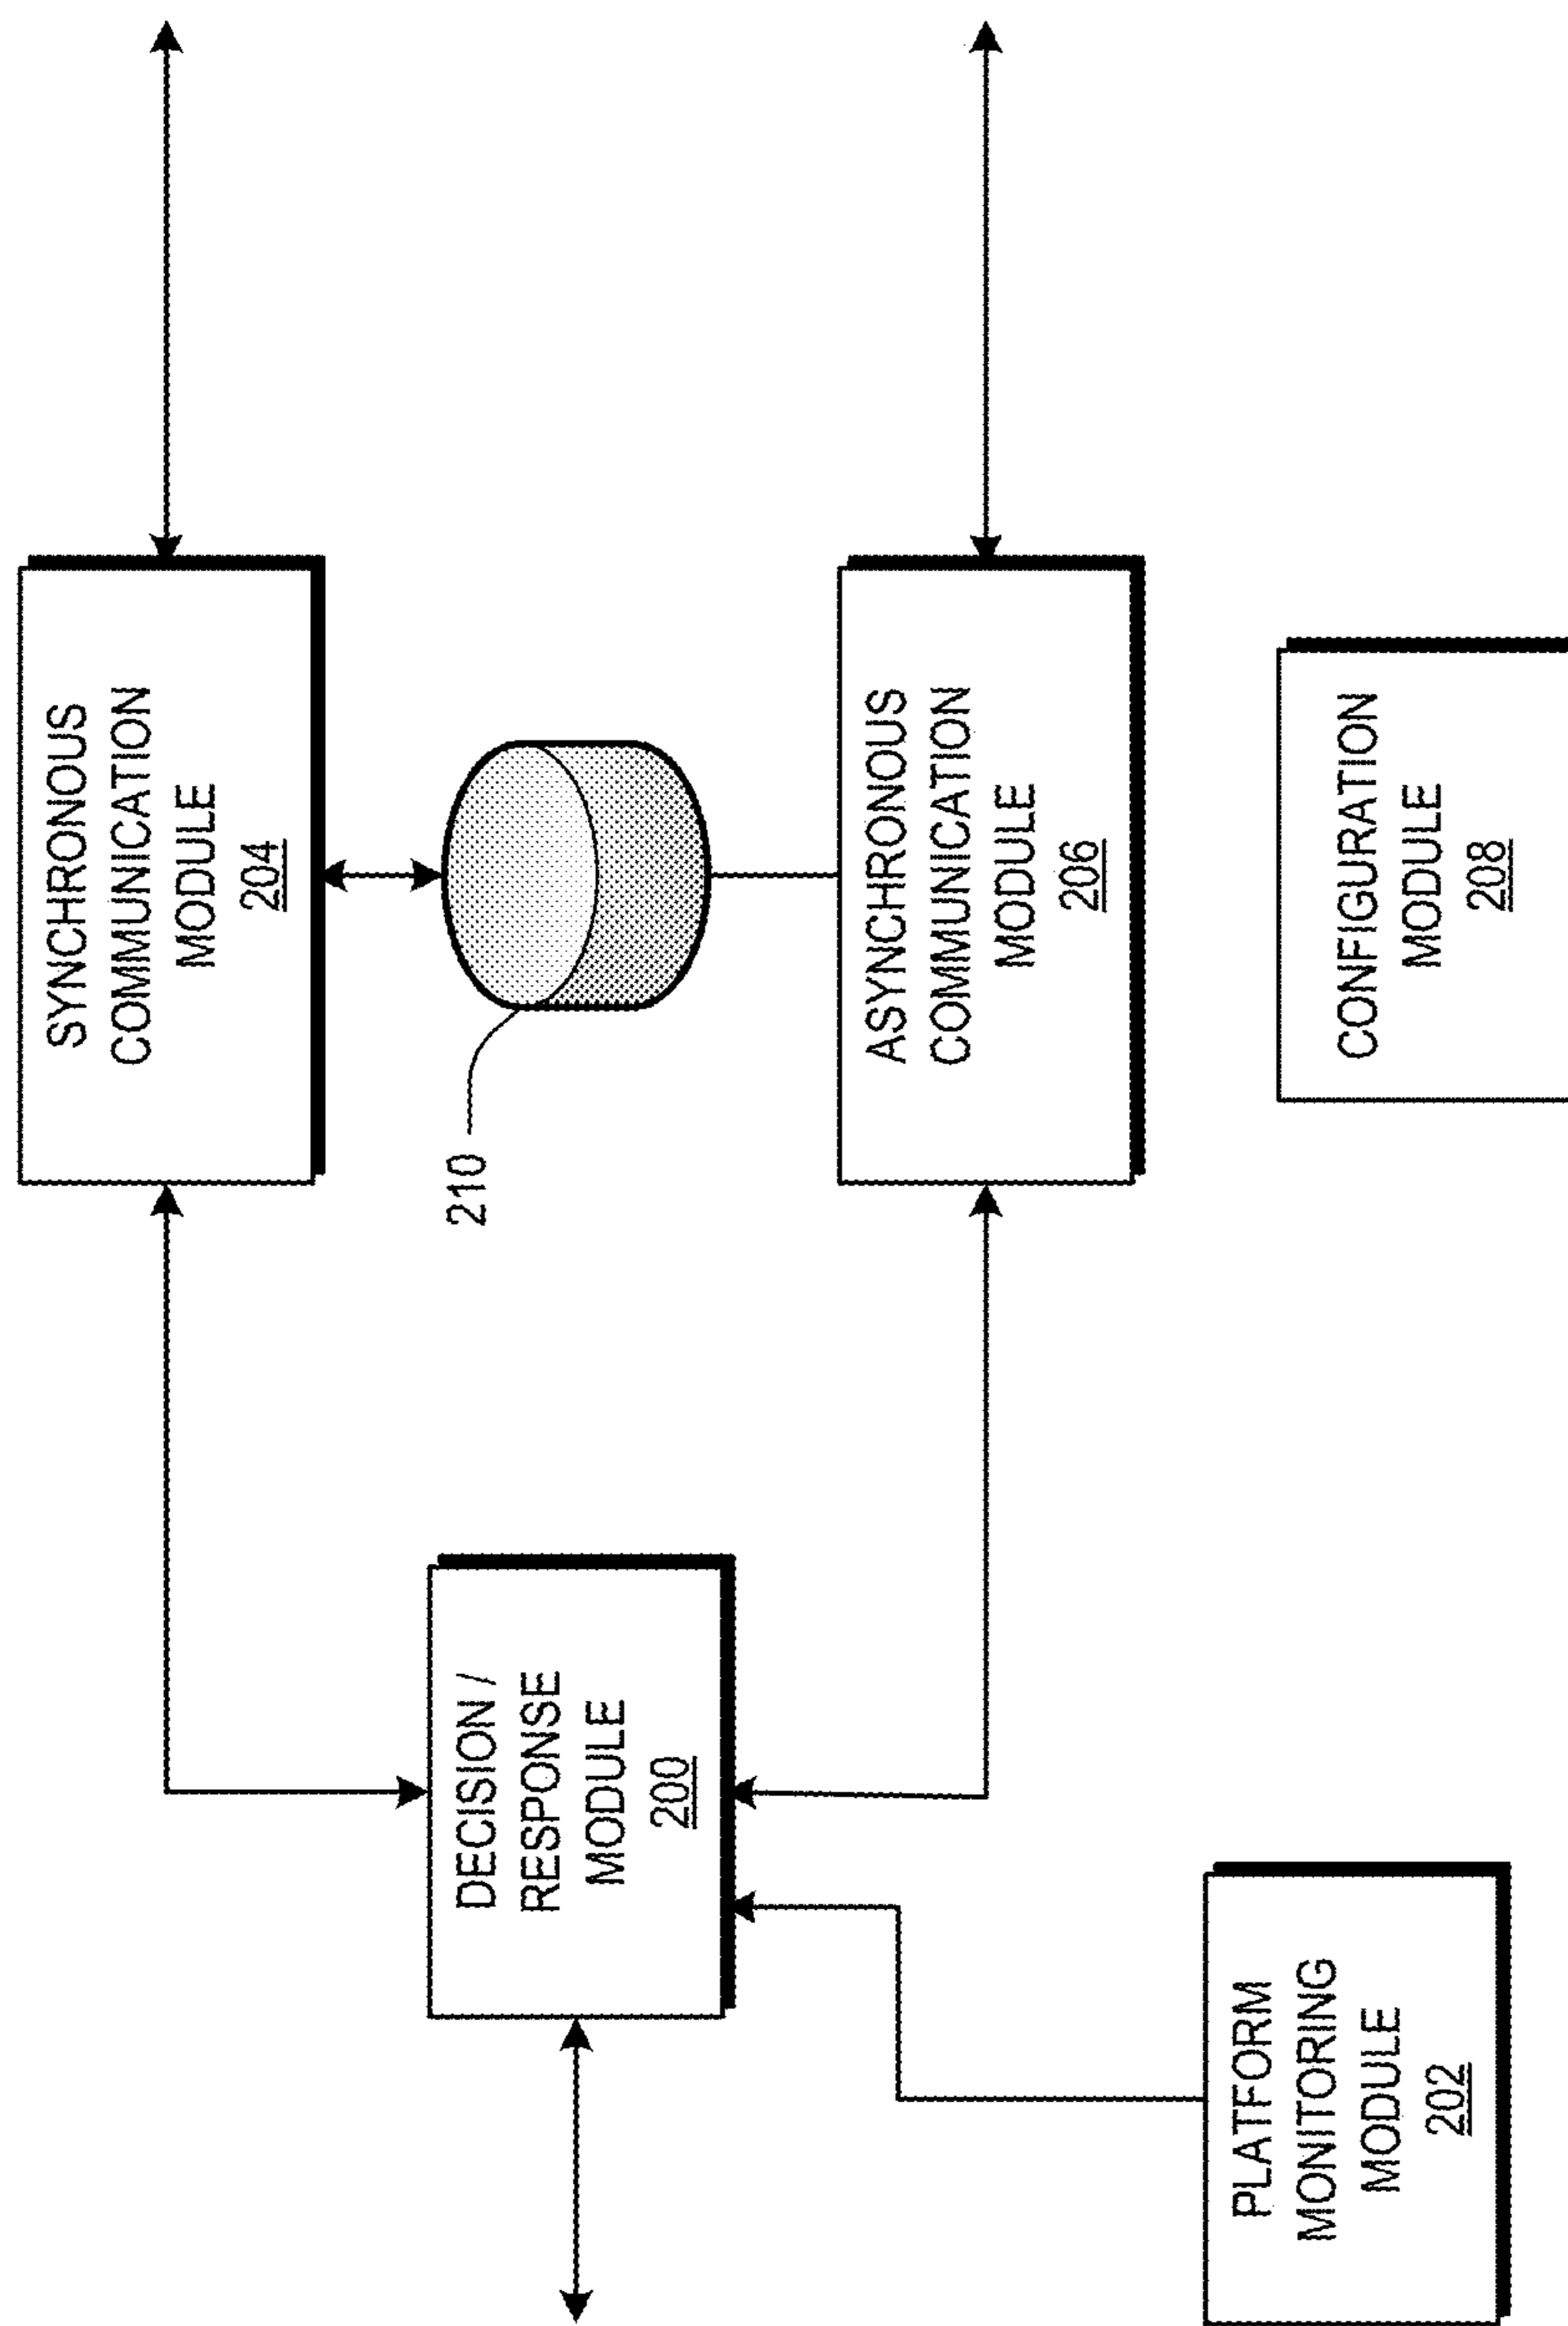 SYNCHRONOUS
COMMUNICATION
MODULE
204
210
DECISION /
RESPONSE
MODULE
200
ASYNCHRONOUS
COMMUNICATION
MODULE
206
PLATFORM
MONITORING
MODULE
202
CONFIGURATION
MODULE
208